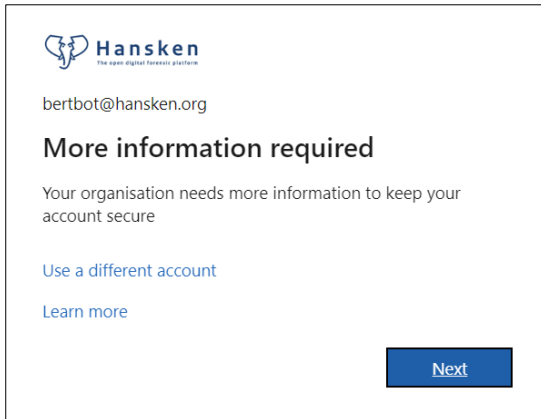 Hansken
The open digital forensic platform
bertbot@hansken.org
More information required
Your organisation needs more information to keep your
account secure
Use a different account
Learn more
Next